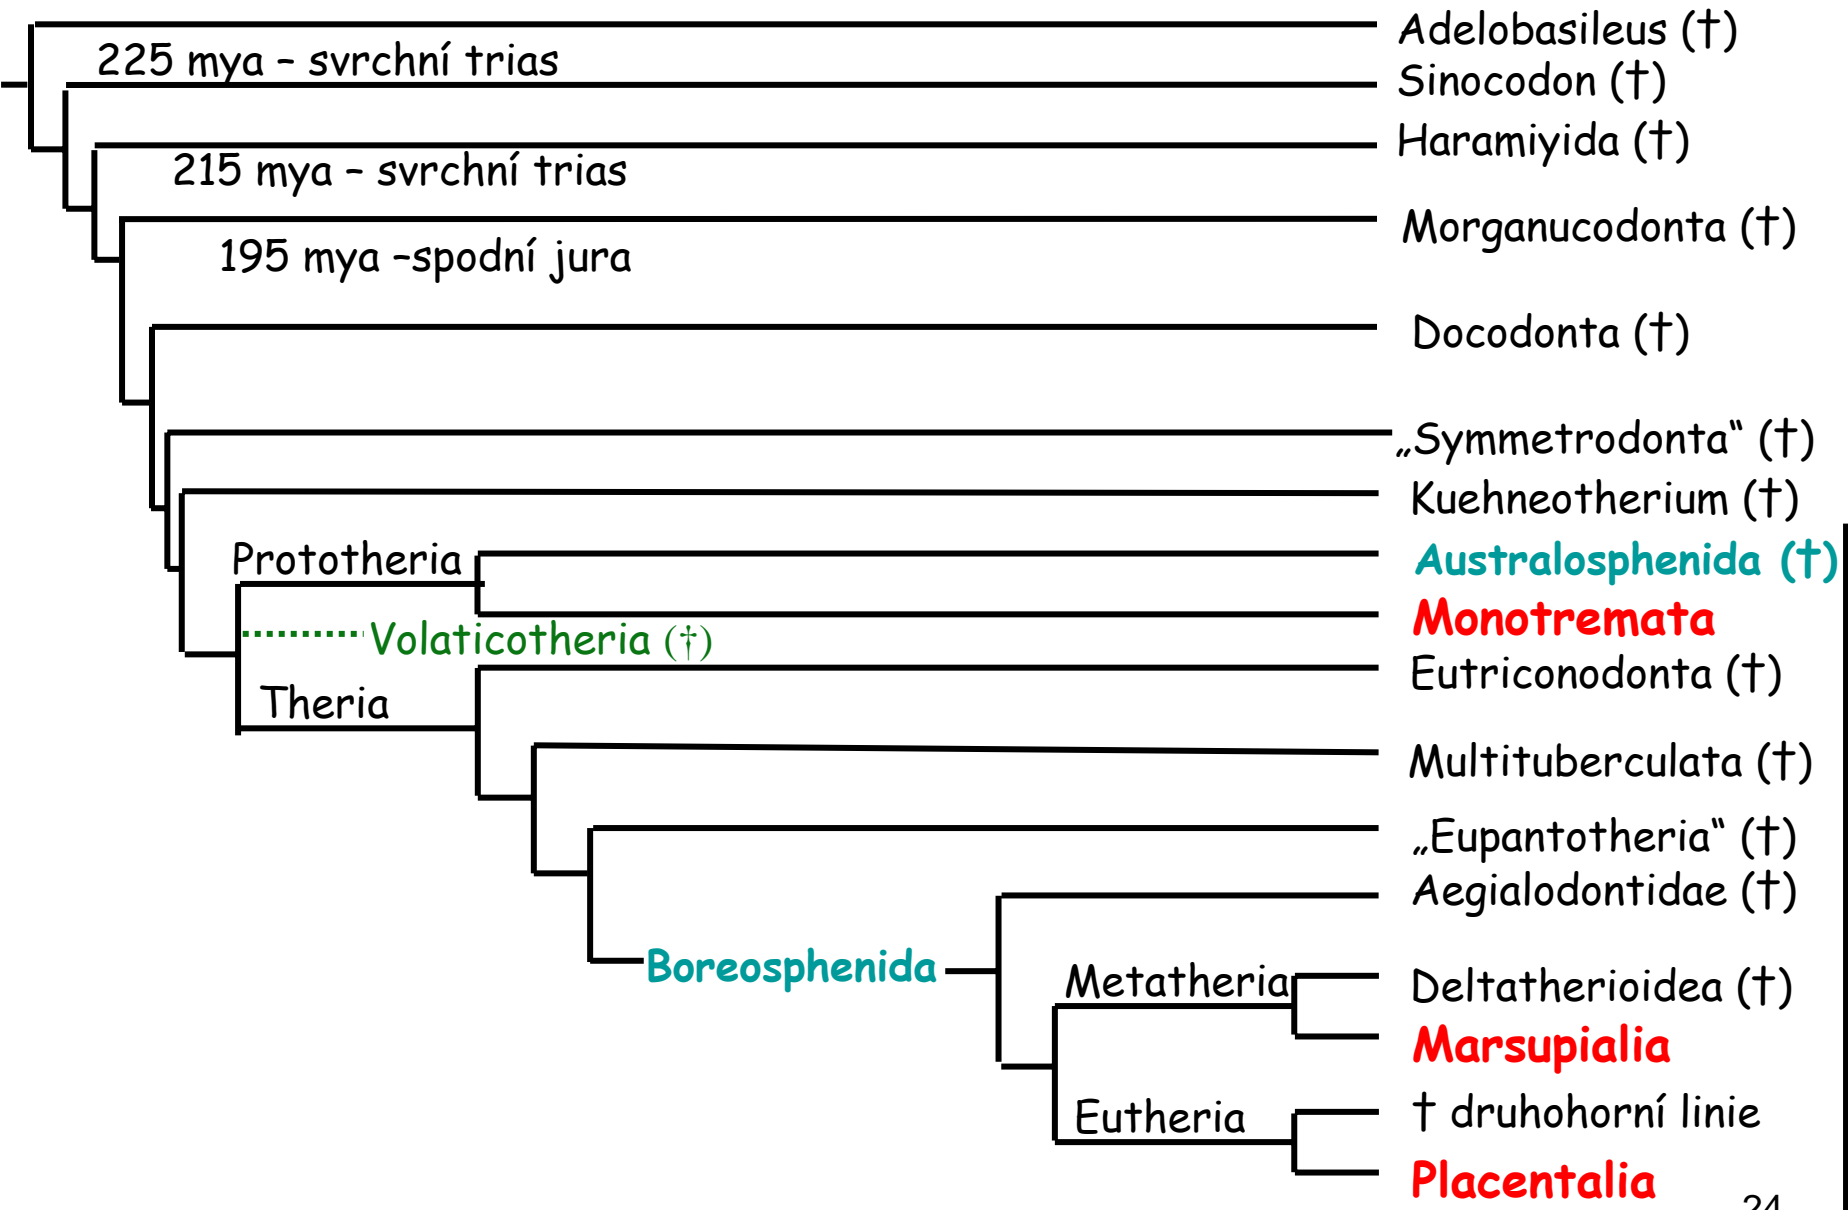 Adelobasileus (†)
225 mya – svrchní trias
Sinocodon (†)
Haramiyida (†)
215 mya – svrchní trias
Morganucodonta (†)
195 mya –spodní jura
Docodonta (†)
„Symmetrodonta“ (†)
Kuehneotherium (†)
Prototheria
Australosphenida (†)
Monotremata
Volaticotheria (†)
Eutriconodonta (†)
Theria
Multituberculata (†)
„Eupantotheria“ (†)
Aegialodontidae (†)
Boreosphenida
Metatheria
Deltatherioidea (†)
Marsupialia
Eutheria
† druhohorní linie
Placentalia
24